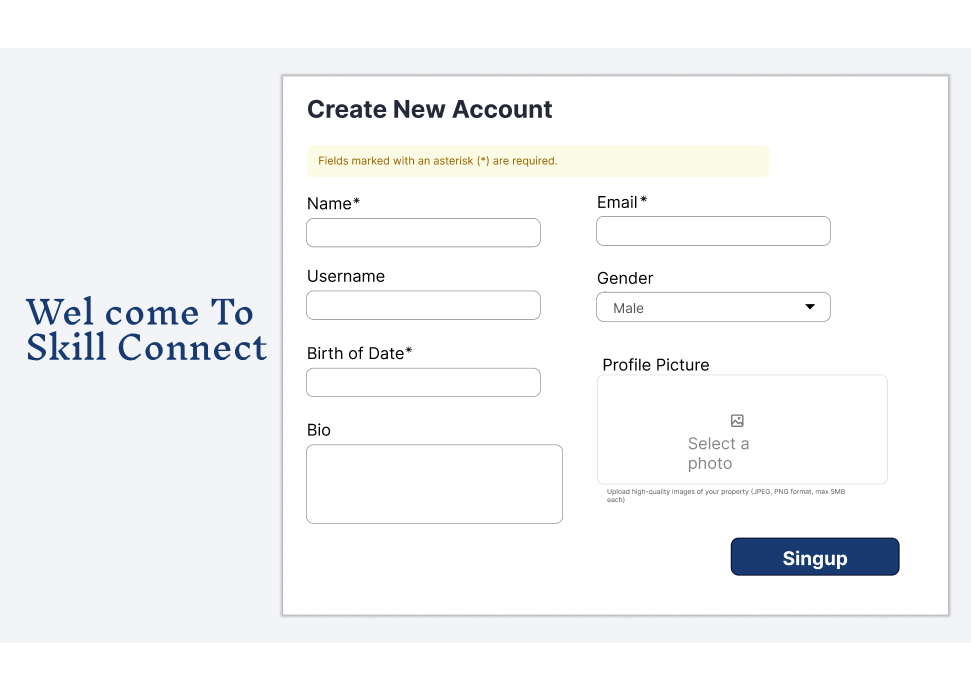 Wel come To
Skill Connect
Create New Account
Fields marked with an asterisk (*) are required.
Name*
Email*
Username
Gender
Male
Birth of Date*
Profile Picture
Select a
photo
Upload high-quality images of your property (JPEG, PNG format, max 5MB
each)
Bio
Singup